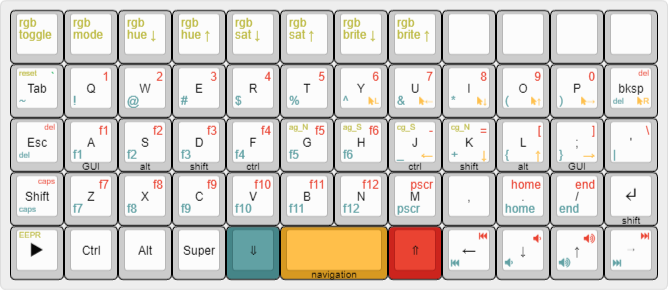 rgb toggle
rgb mode
rgb hue ↓
rgb hue ↑
rgb sat ↓
rgb sat ↑
rgb brite ↓
rgb brite ↑
reset ` Tab ~
1 Q !
2 W @
3 E #
4 R $
5 T %
6 Y ^ L
7 U & ←
8 I * ↓
9 O ( ↑
0 P ) →
del bksp del R
del Esc del
f1 A f1 GUI
f2 S f2 alt
f3 D f3 shift
f4 F f4 ctrl
ag_N f5 G f5
ag_S f6 H f6
cg_S - J _ ← ctrl
cg_N = K + ↓ shift
[ L { ↑ alt
] ; } → GUI
\ ' |
caps Shift caps
f7 Z f7
f8 X f8
f9 C f9
f10 V f10
f11 B f11
f12 N f12
pscr M pscr
,
home . home
end / end
↵ shift
EEPR ▶
Ctrl
Alt
Super
⇓
navigation
⇑
⏮ ← ⏮
🔉 ↓ 🔉
🔊 ↑ 🔊
⏭ → ⏭